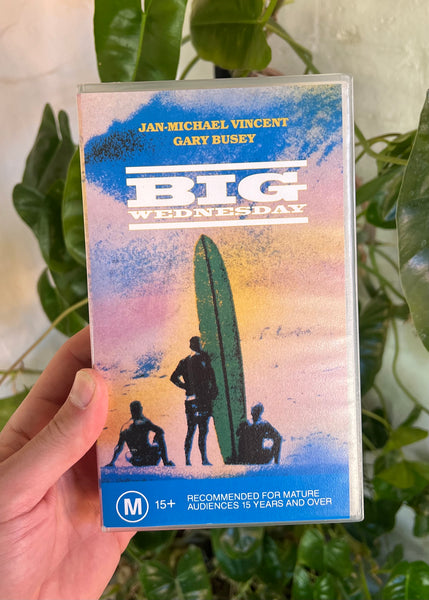 JAN-MICHAEL VINCENT
GARY BUSEY
BIG
WEDNESDAY
M 15+ RECOMMENDED FOR MATURE
AUDIENCES 15 YEARS AND OVER